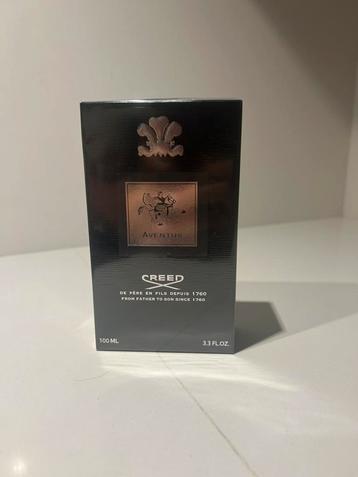 AVENTUS
CREED
DE PÈRE EN FILS DEPUIS 1760
FROM FATHER TO SON SINCE 1760
100 ML 3.3 FL.OZ.